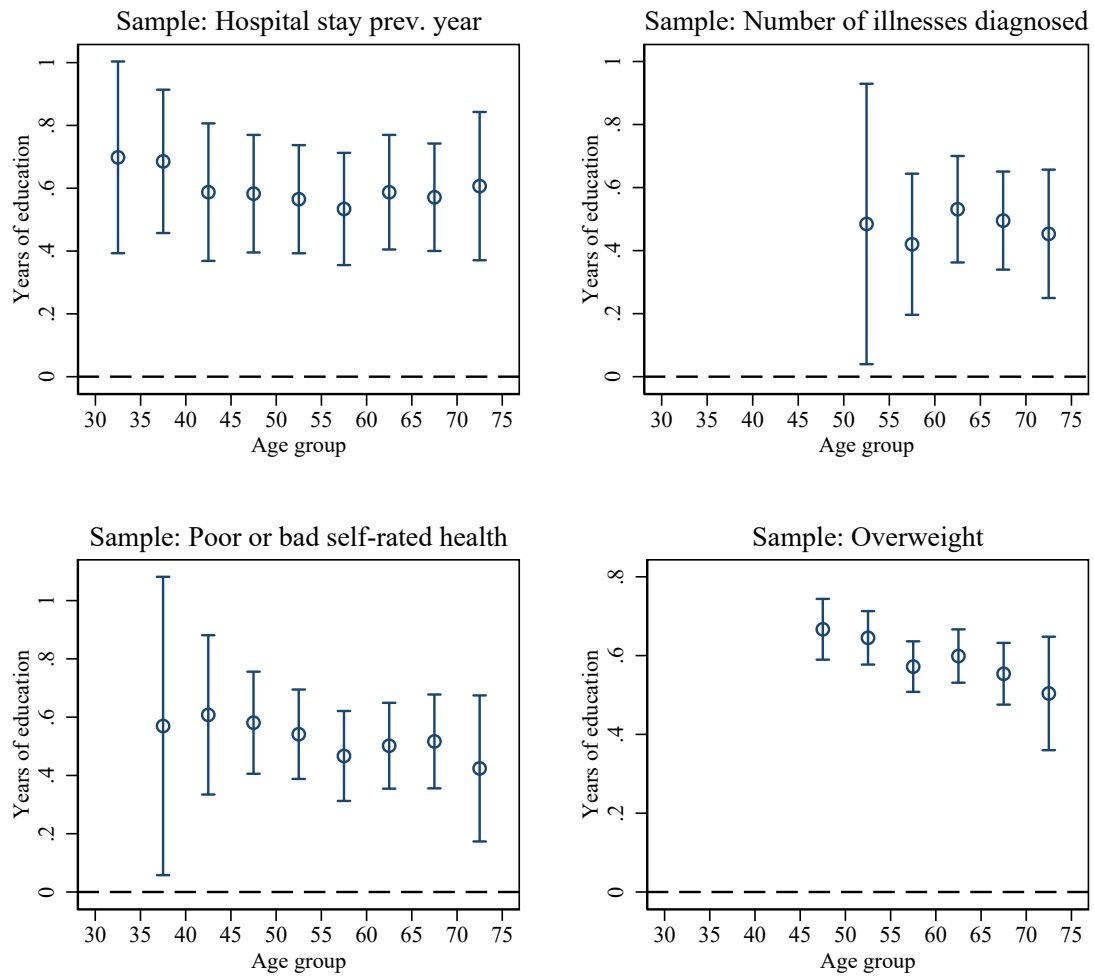 Sample: Hospital stay prev. year
Years of education
1
.8
.6
.4
.2
0
30 35 40 45 50 55 60 65 70 75
Age group
Sample: Number of illnesses diagnosed
Years of education
1
.8
.6
.4
.2
0
30 35 40 45 50 55 60 65 70 75
Age group
Sample: Poor or bad self-rated health
Years of education
1
.8
.6
.4
.2
0
30 35 40 45 50 55 60 65 70 75
Age group
Sample: Overweight
Years of education
.8
.6
.4
.2
0
30 35 40 45 50 55 60 65 70 75
Age group